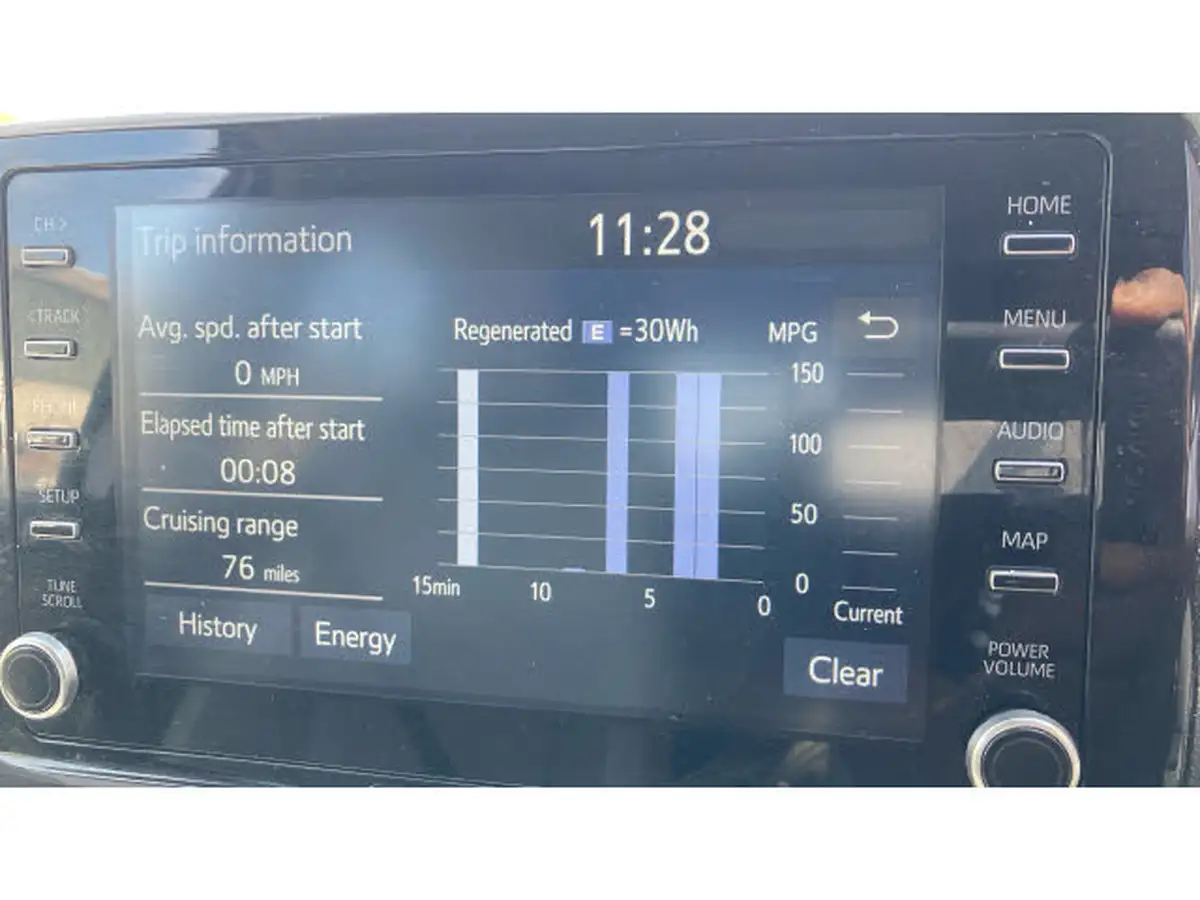 CH >
HOME
Trip information
11:28
<TRACK
MENU
Avg. spd. after start
0 MPH
Regenerated E =30Wh
MPG
150
100
50
0
PHONE
AUDIO
Elapsed time after start
00:08
SETUP
Cruising range
76 miles
MAP
15min
10
5
0
Current
TUNE
SCROLL
History
Energy
Clear
POWER
VOLUME